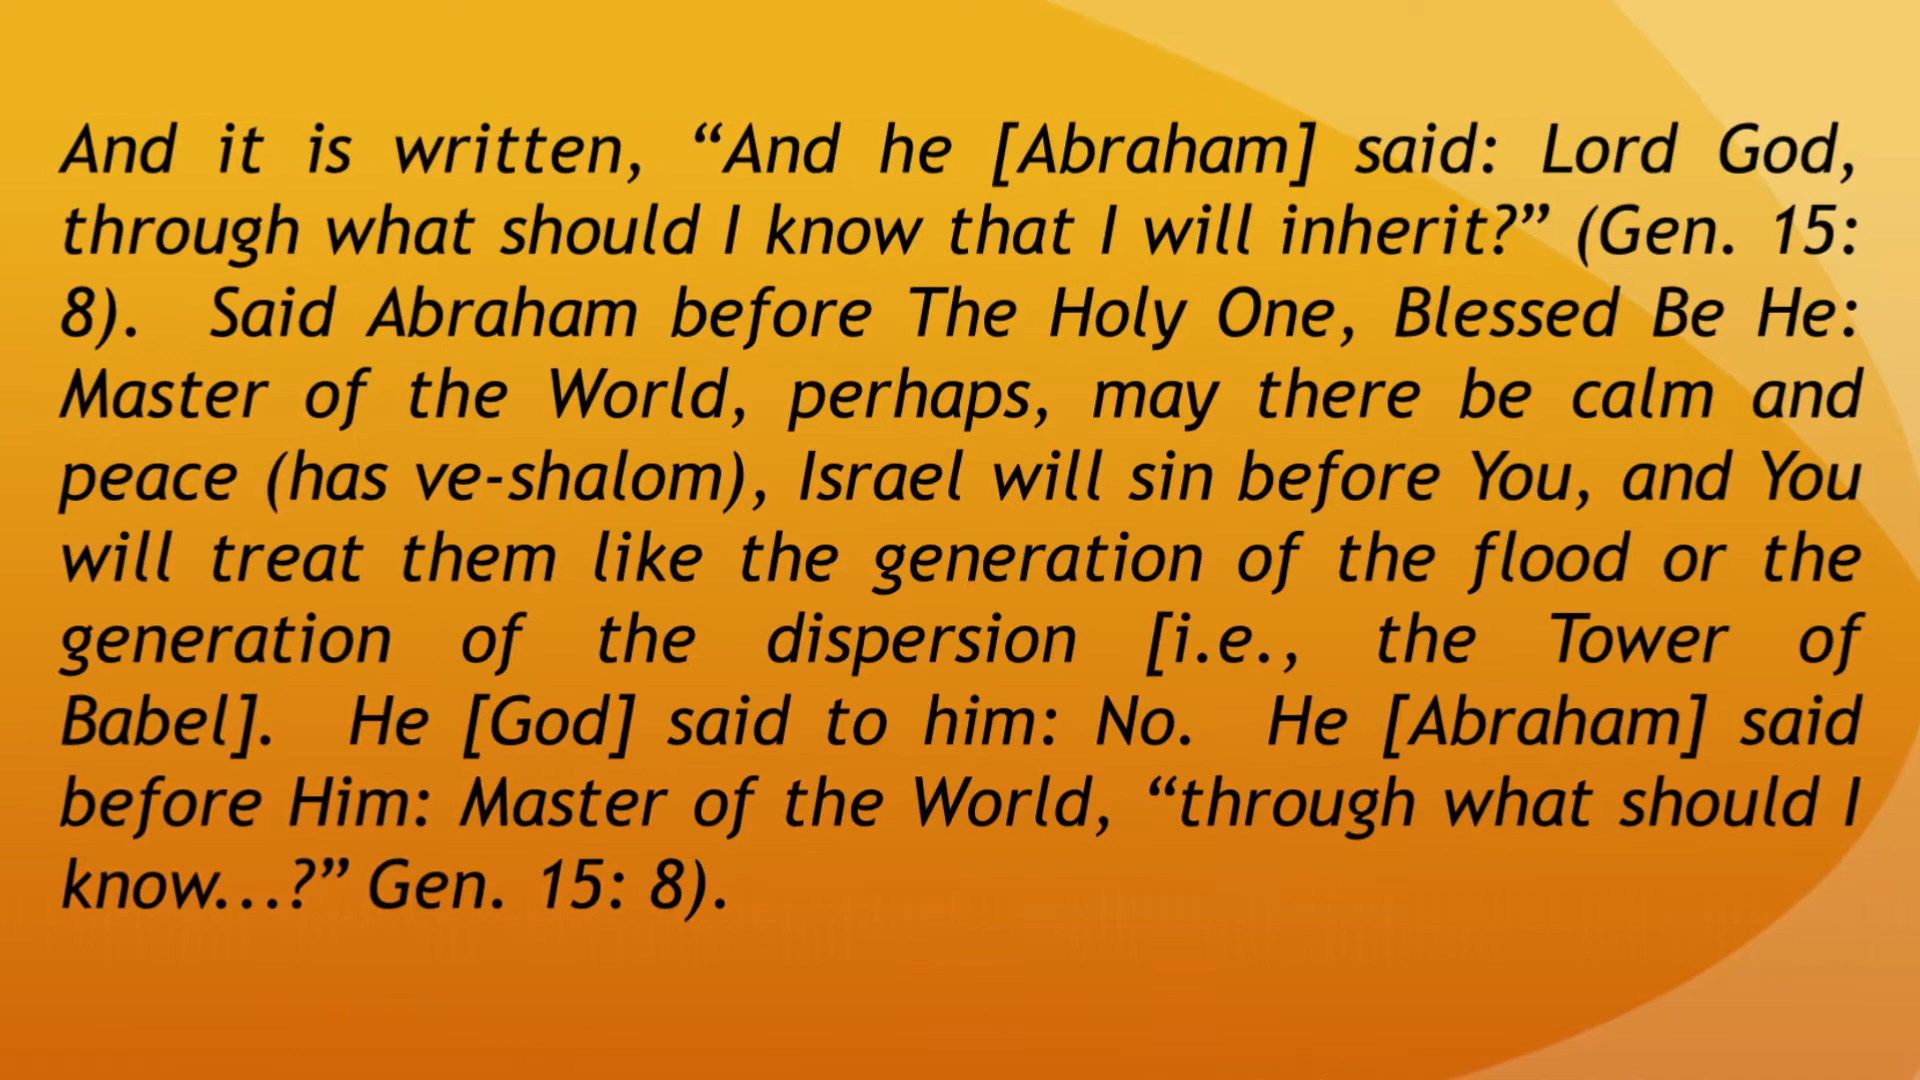 And it is written, “And he [Abraham] said: Lord God,
through what should I know that I will inherit?” (Gen. 15:
8).  Said Abraham before The Holy One, Blessed Be He:
Master of the World, perhaps, may there be calm and
peace (has ve-shalom), Israel will sin before You, and You
will treat them like the generation of the flood or the
generation of the dispersion [i.e., the Tower of
Babel].  He [God] said to him: No.  He [Abraham] said
before Him: Master of the World, “through what should I
know...?” Gen. 15: 8).